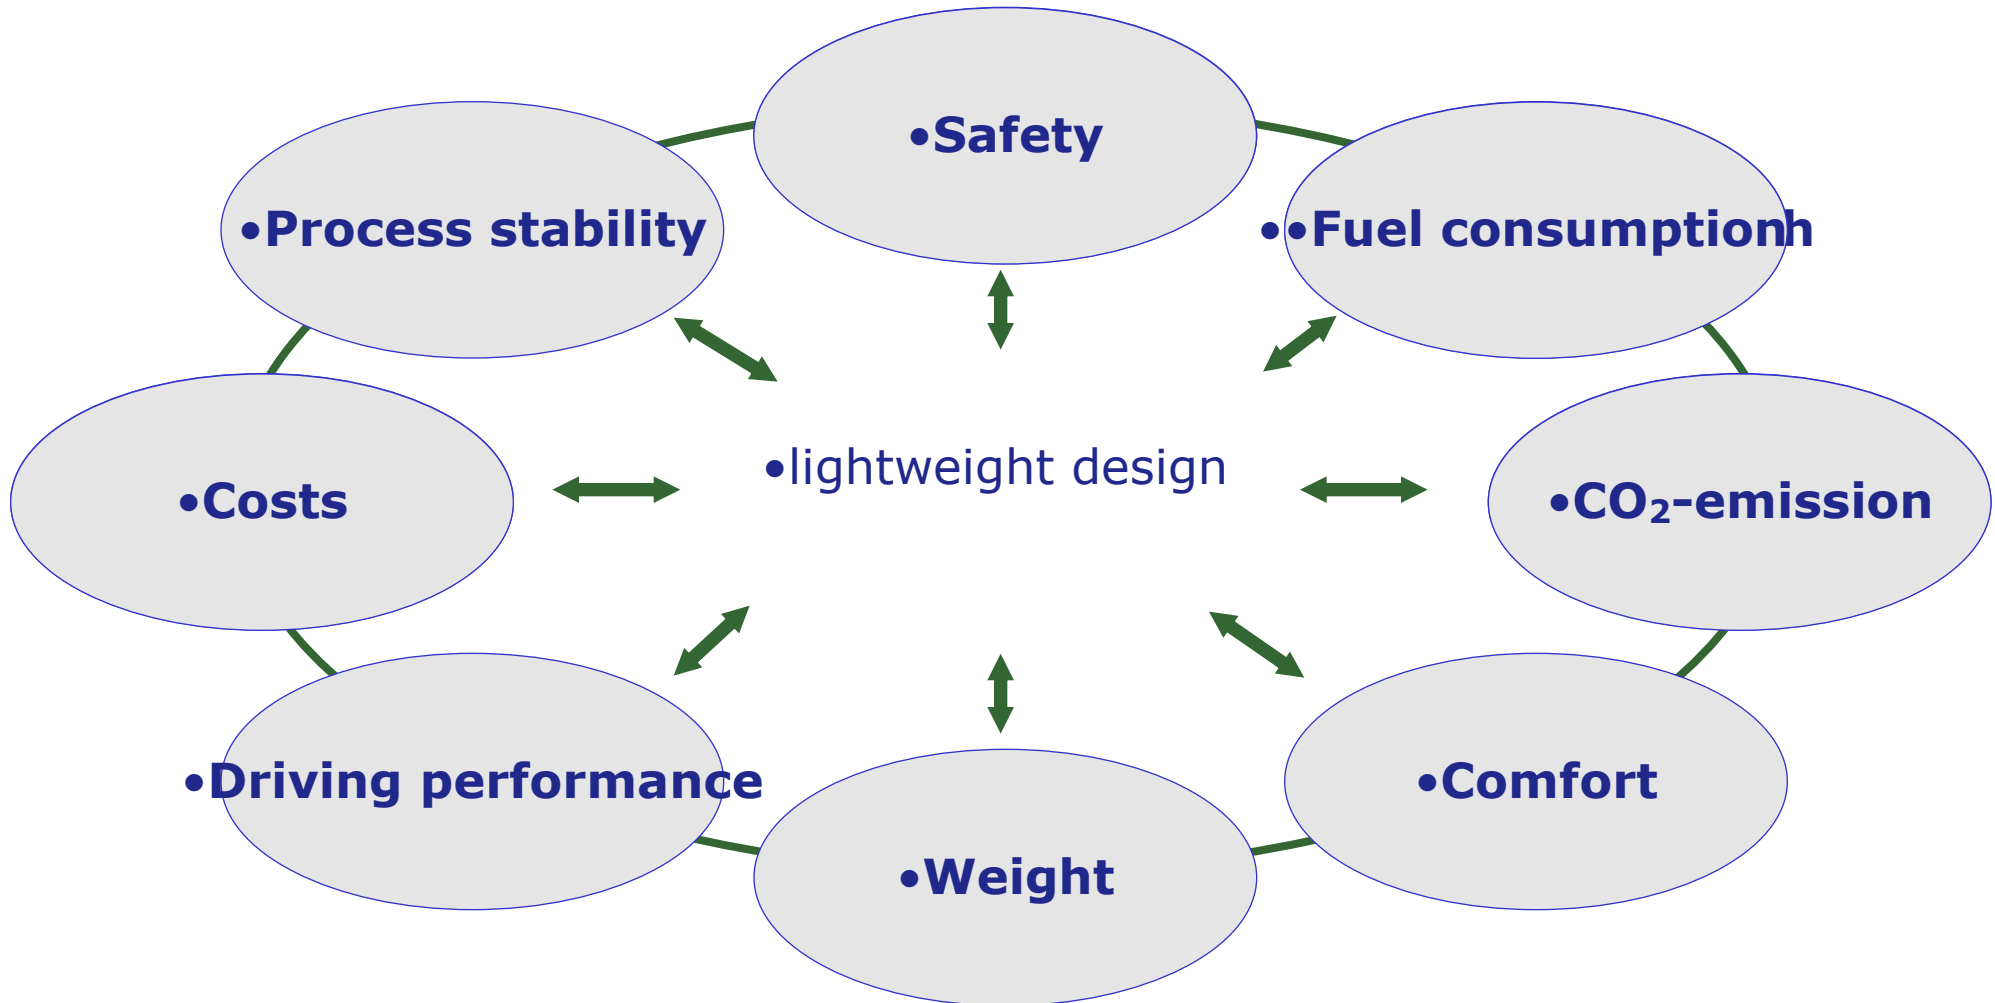 •Safety
•Process stability
••Fuel consumptionh
•lightweight design
•Costs
•CO₂-emission
•Driving performance
•Comfort
•Weight